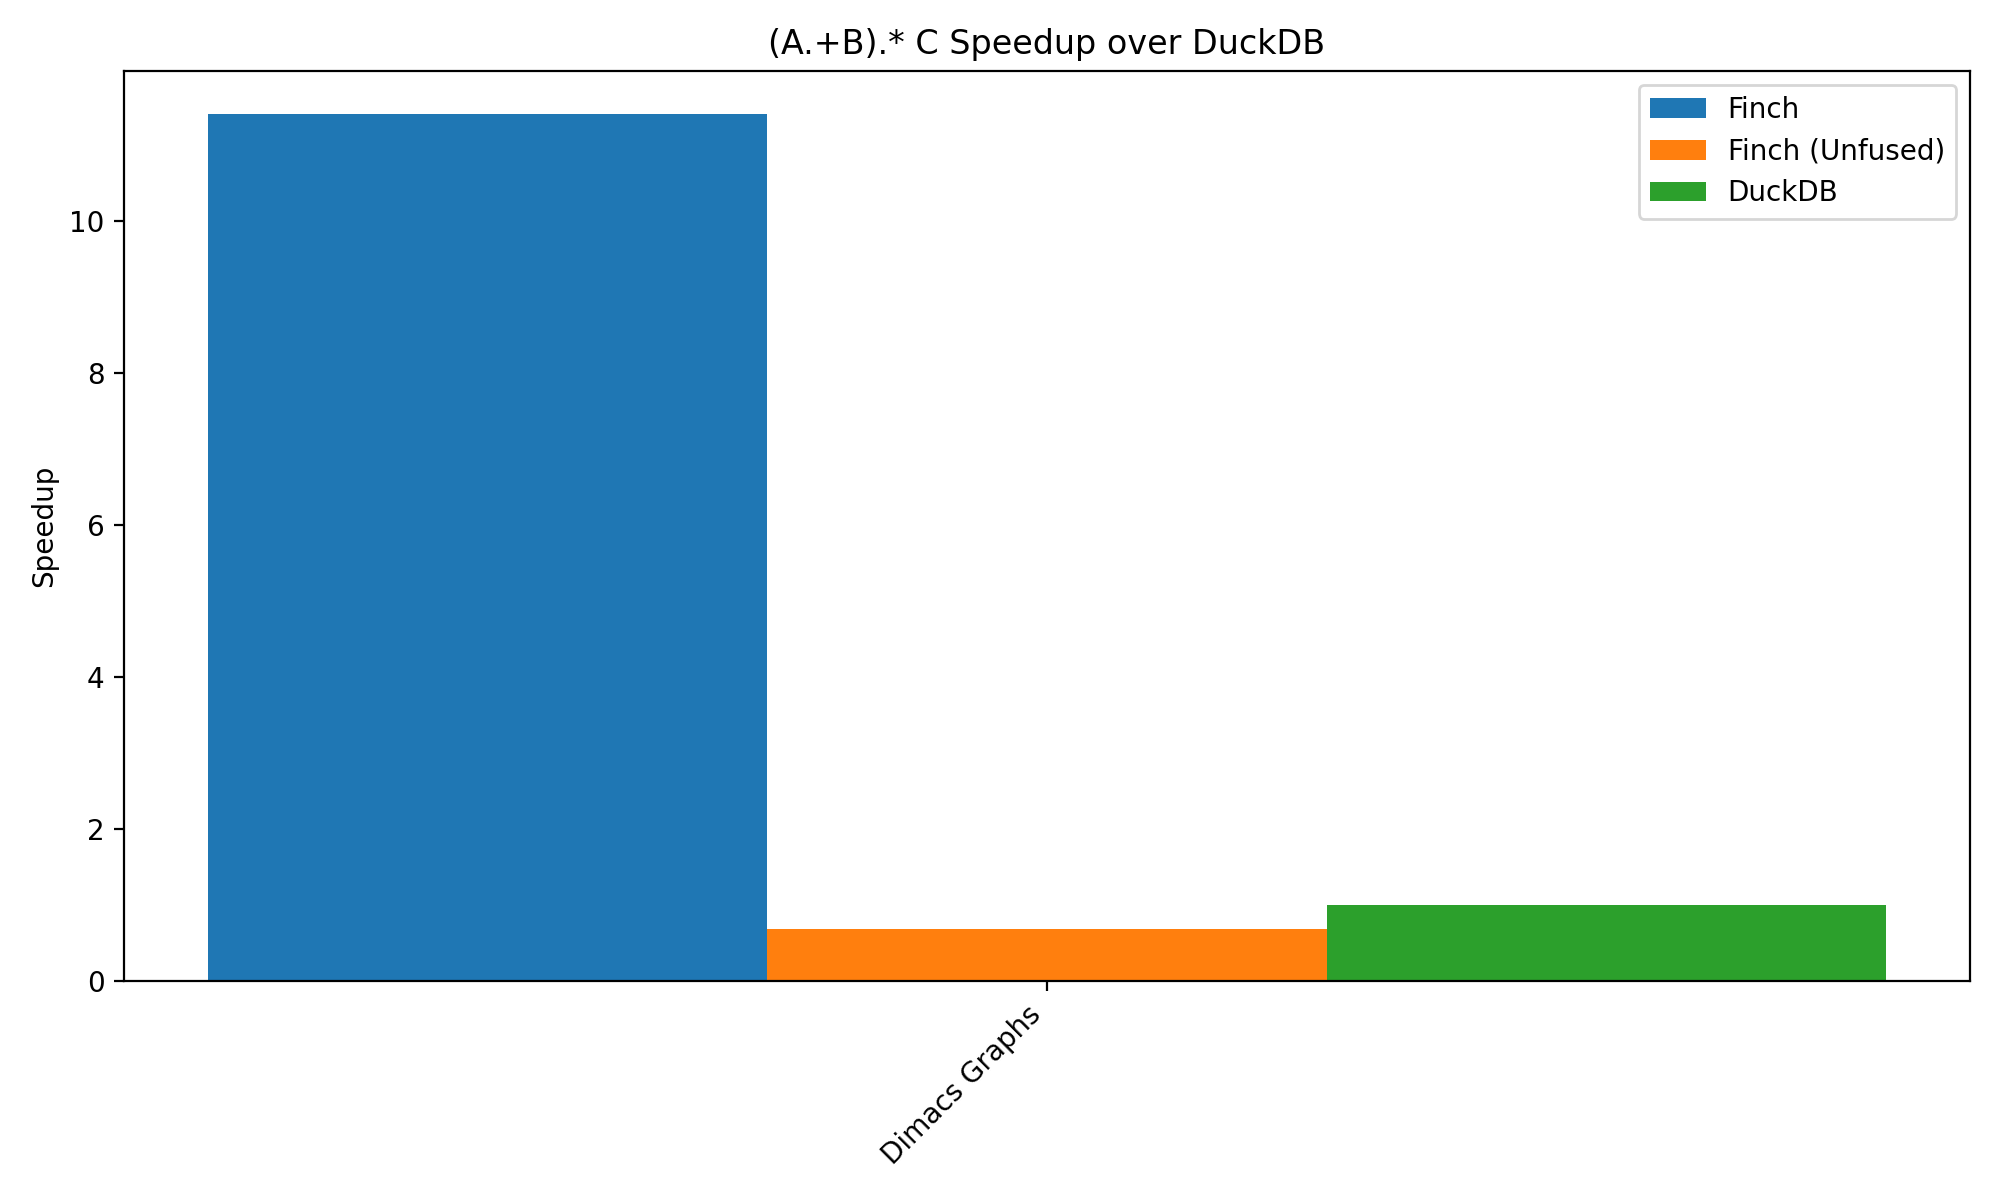 (A.+B).* C Speedup over DuckDB
Finch
Finch (Unfused)
DuckDB
Speedup
10
8
6
4
2
0
Dimacs Graphs